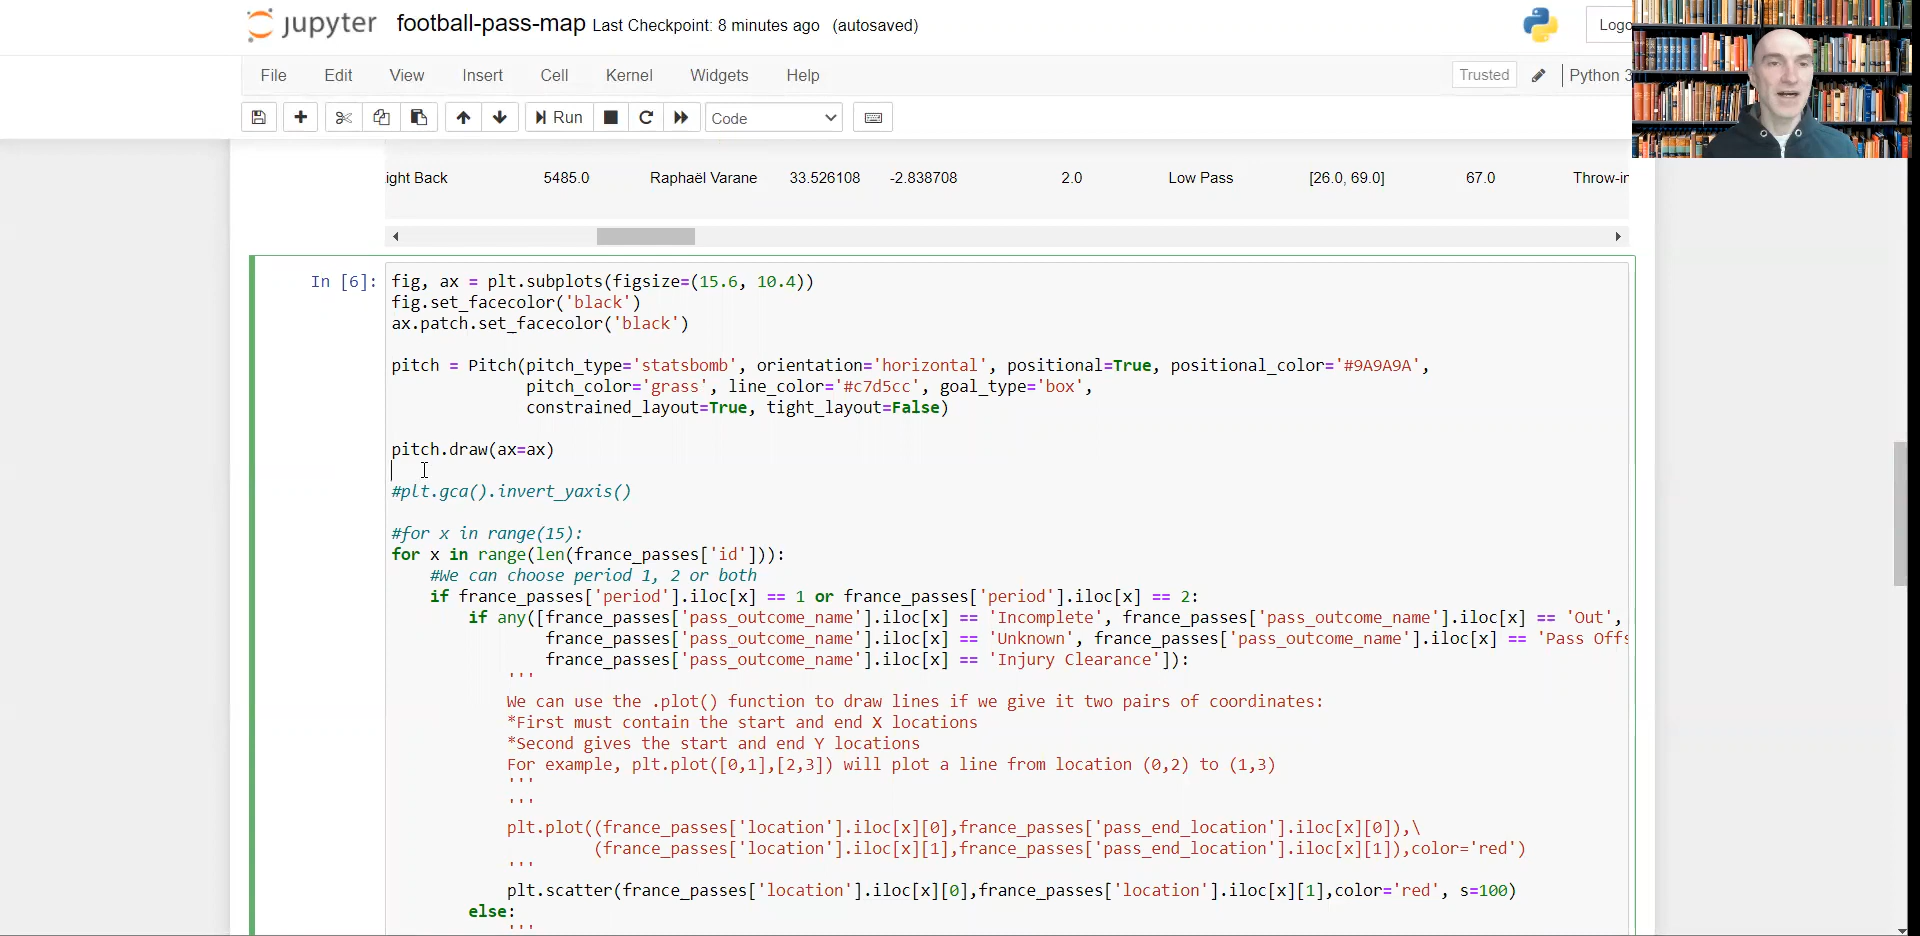 jupyter football-pass-map Last Checkpoint: 8 minutes ago (autosaved)
Logo
File Edit View Insert Cell Kernel Widgets Help
Trusted Python 3
Run Code
ight Back 5485.0 Raphaël Varane 33.526108 -2.838708 2.0 Low Pass [26.0, 69.0] 67.0 Throw-in
In [6]:
fig, ax = plt.subplots(figsize=(15.6, 10.4))
fig.set_facecolor('black')
ax.patch.set_facecolor('black')
pitch = Pitch(pitch_type='statsbomb', orientation='horizontal', positional=True, positional_color='#9A9A9A',
pitch_color='grass', line_color='#c7d5cc', goal_type='box',
constrained_layout=True, tight_layout=False)
pitch.draw(ax=ax)
#plt.gca().invert_yaxis()
#for x in range(15):
for x in range(len(france_passes['id'])):
#We can choose period 1, 2 or both
if france_passes['period'].iloc[x] == 1 or france_passes['period'].iloc[x] == 2:
if any([france_passes['pass_outcome_name'].iloc[x] == 'Incomplete', france_passes['pass_outcome_name'].iloc[x] == 'Out',
france_passes['pass_outcome_name'].iloc[x] == 'Unknown', france_passes['pass_outcome_name'].iloc[x] == 'Pass Offs
france_passes['pass_outcome_name'].iloc[x] == 'Injury Clearance']):
'''
We can use the .plot() function to draw lines if we give it two pairs of coordinates:
*First must contain the start and end X locations
*Second gives the start and end Y locations
For example, plt.plot([0,1],[2,3]) will plot a line from location (0,2) to (1,3)
'''
'''
plt.plot((france_passes['location'].iloc[x][0],france_passes['pass_end_location'].iloc[x][0]),\
(france_passes['location'].iloc[x][1],france_passes['pass_end_location'].iloc[x][1]),color='red')
'''
plt.scatter(france_passes['location'].iloc[x][0],france_passes['location'].iloc[x][1],color='red', s=100)
else:
'''